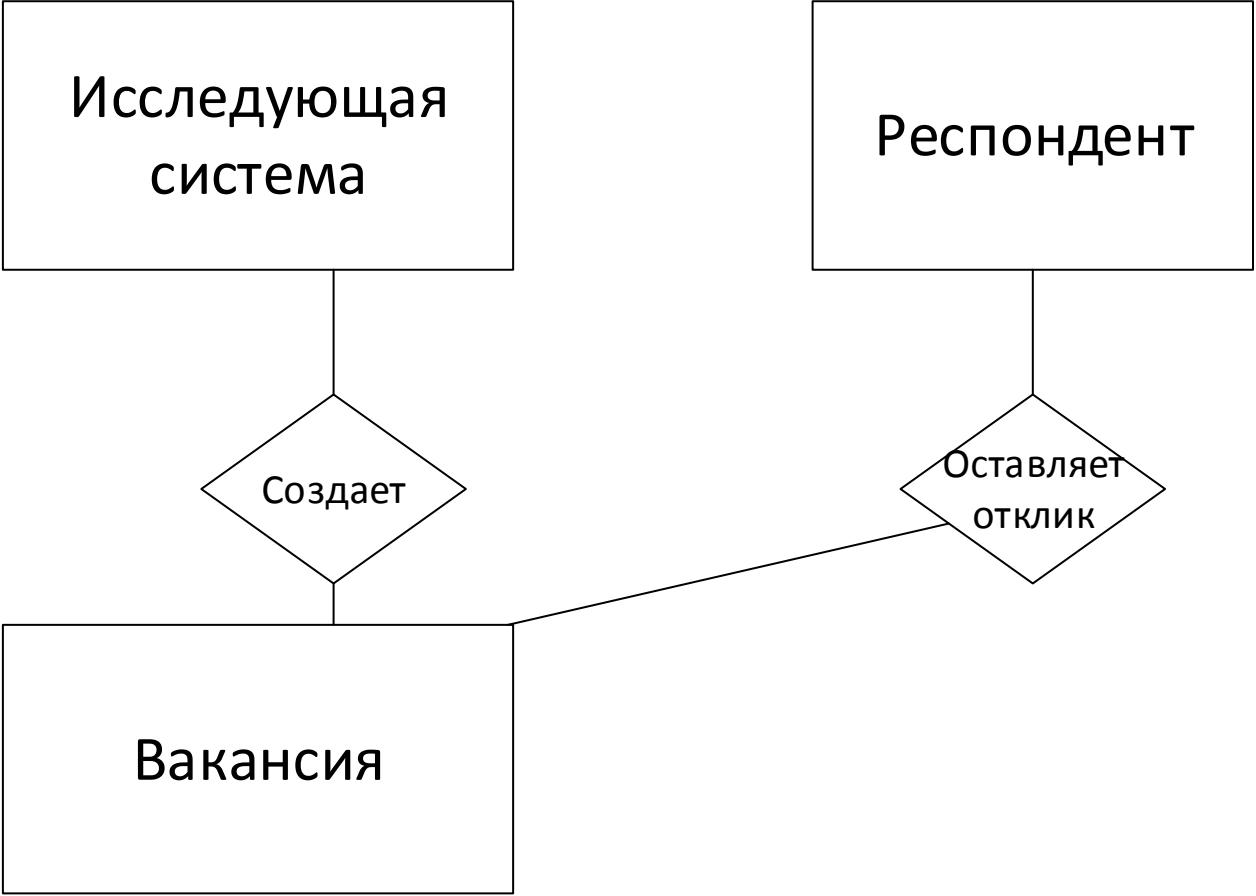 Исследующая
система
Респондент
Создает
Оставляет
отклик
Вакансия